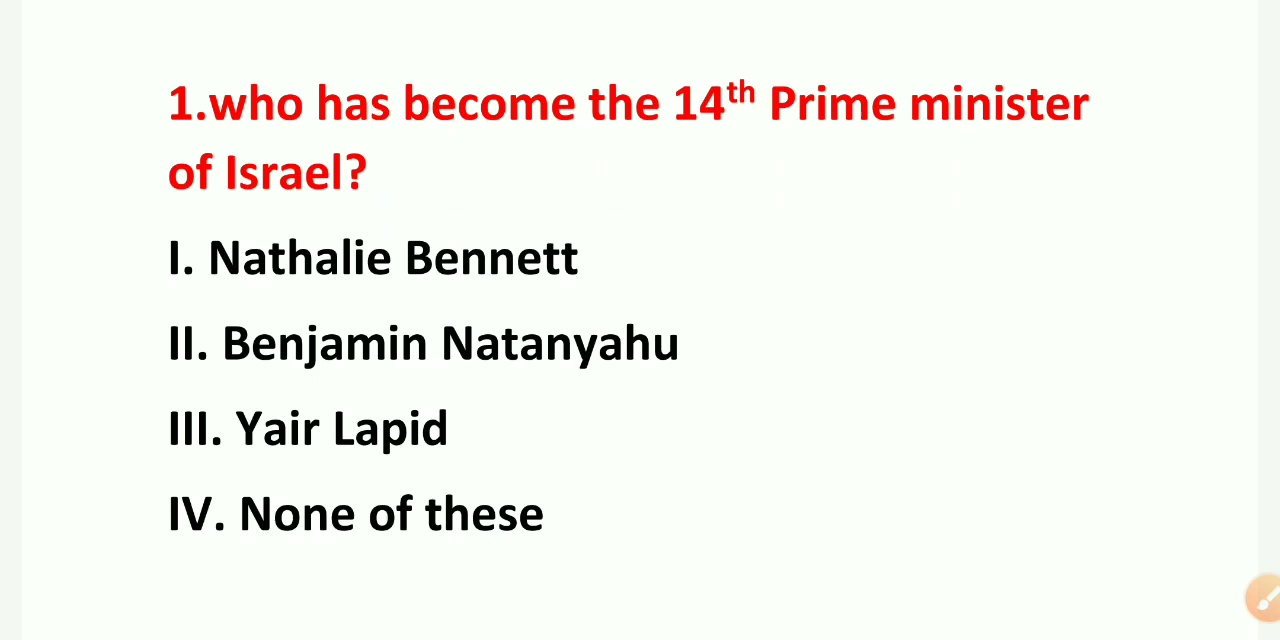 1.who has become the 14th Prime minister
of Israel?
I. Nathalie Bennett
II. Benjamin Natanyahu
III. Yair Lapid
IV. None of these